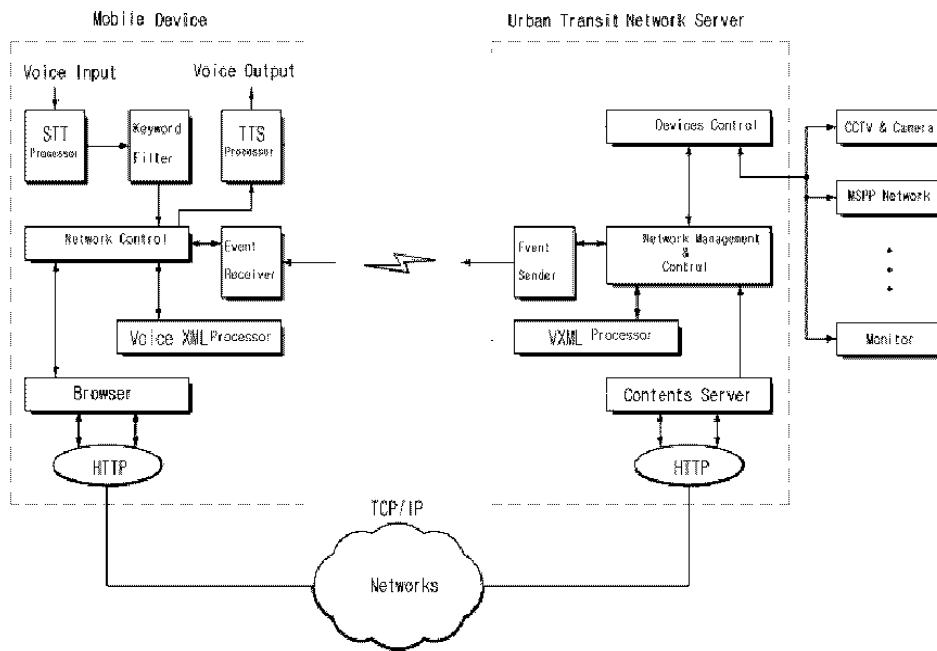 Mobile Device
Urban Transit Network Server
Voice Input
Voice Output
STT
Processor
Keyword
Filter
TTS
Processor
Devices Control
CCTV & Camera
MSPP Network
Network Control
Event
Receiver
Event
Sender
Network Management
&
Control
Voice XML Processor
VXML Processor
Monitor
Browser
Contents Server
HTTP
HTTP
TCP/IP
Networks